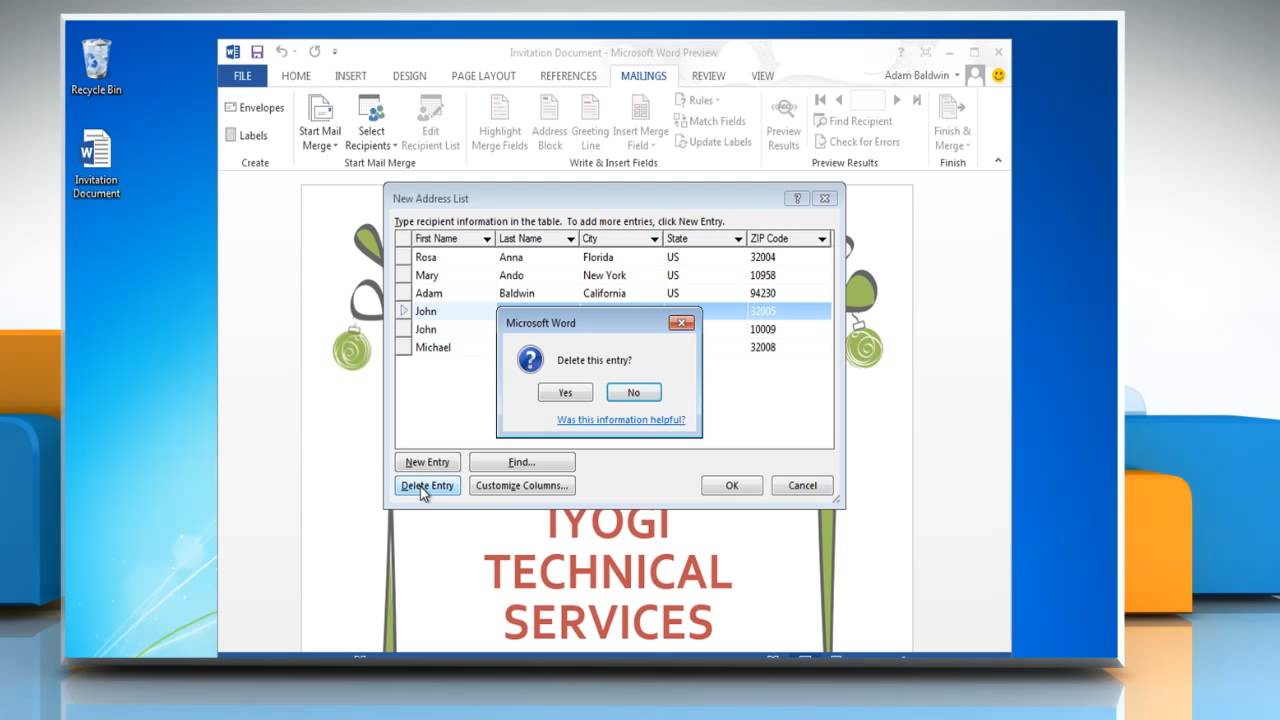 Recycle Bin
Invitation Document
Invitation Document - Microsoft Word Preview
?
FILE HOME INSERT DESIGN PAGE LAYOUT REFERENCES MAILINGS REVIEW VIEW Adam Baldwin
Envelopes
Labels
Create
Start Mail Merge
Select Recipients
Edit Recipient List
Start Mail Merge
Highlight Merge Fields
Address Block
Greeting Line
Insert Merge Field
Rules
Match Fields
Update Labels
Write & Insert Fields
ABC
Preview Results
Find Recipient
Check for Errors
Preview Results
Finish & Merge
Finish
New Address List
?
Type recipient information in the table. To add more entries, click New Entry.
First Name Last Name City State ZIP Code
Rosa Anna Florida US 32004
Mary Ando New York US 10958
Adam Baldwin California US 94230
John 32005
John 10009
Michael 32008
Microsoft Word
?
Delete this entry?
Yes No
Was this information helpful?
New Entry Find...
Delete Entry Customize Columns... OK Cancel
IYOGI
TECHNICAL
SERVICES